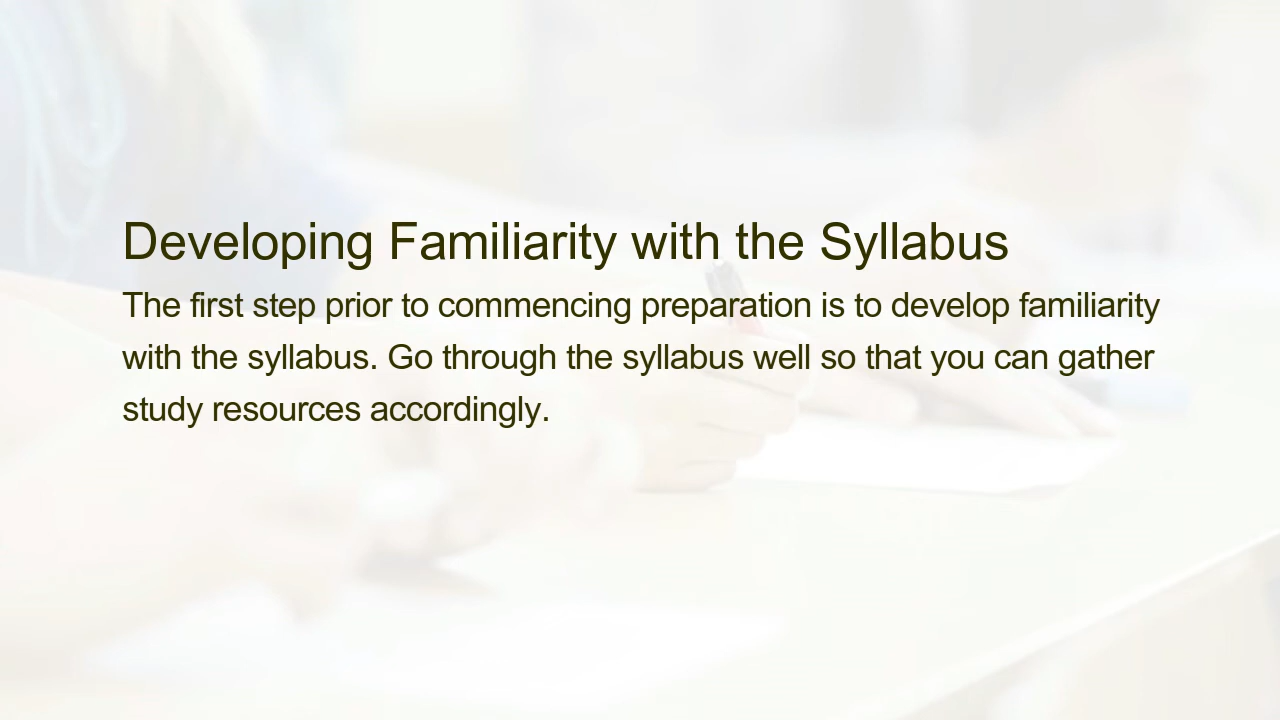 Developing Familiarity with the Syllabus
The first step prior to commencing preparation is to develop familiarity
with the syllabus. Go through the syllabus well so that you can gather
study resources accordingly.